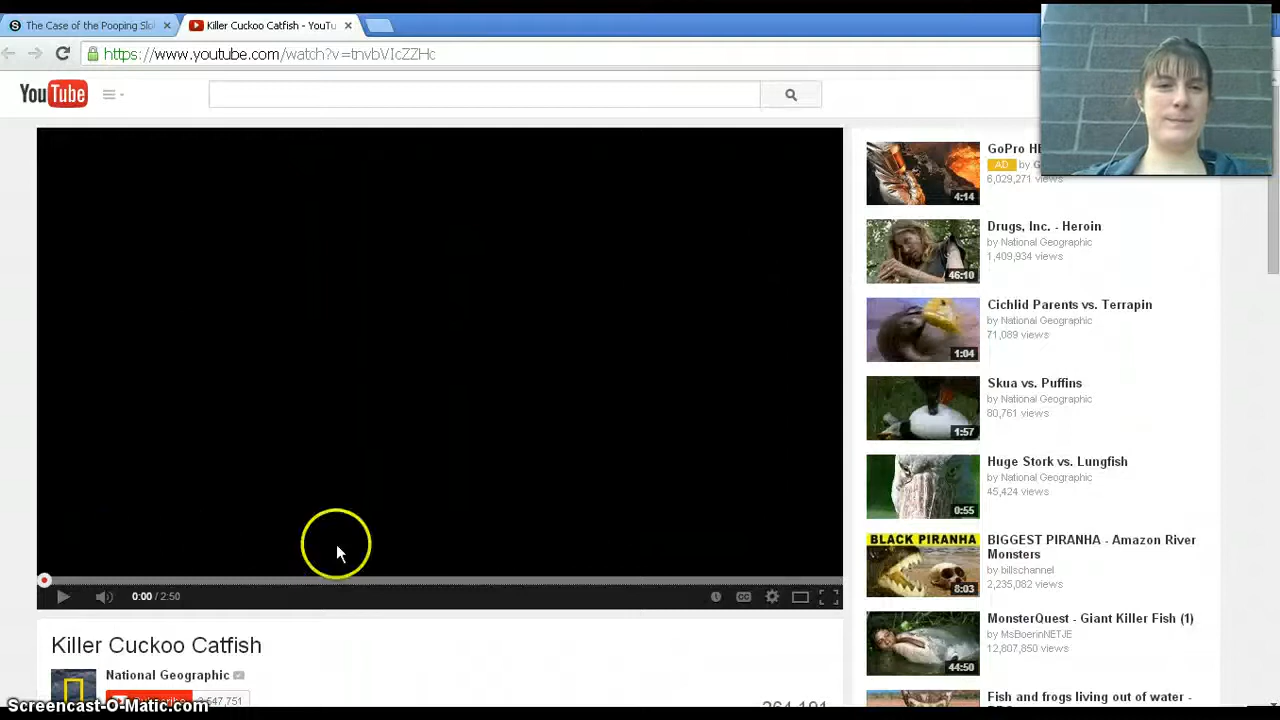 The Case of the Pooping Slo
Killer Cuckoo Catfish - YouTu
https://www.youtube.com/watch?v=tnvbVIcZZHc
YouTube
GoPro HE
AD by G
6,029,271 views
4:14
Drugs, Inc. - Heroin
by National Geographic
1,409,934 views
46:10
Cichlid Parents vs. Terrapin
by National Geographic
71,089 views
1:04
Skua vs. Puffins
by National Geographic
80,761 views
1:57
Huge Stork vs. Lungfish
by National Geographic
45,424 views
0:55
BLACK PIRANHA
BIGGEST PIRANHA - Amazon River
Monsters
by billschannel
2,235,082 views
8:03
MonsterQuest - Giant Killer Fish (1)
by MsBoerinNETJE
12,807,850 views
44:50
Fish and frogs living out of water -
0:00 / 2:50
CC
Killer Cuckoo Catfish
National Geographic
Screencast-O-Matic.com